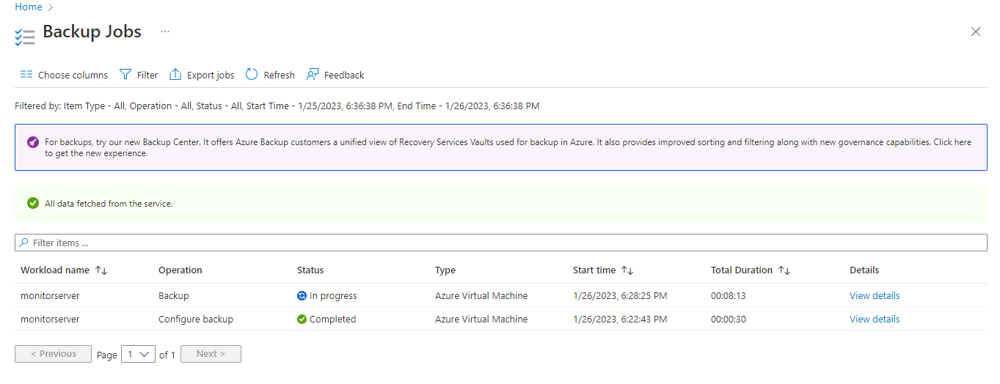 Home >
Backup Jobs ...
Choose columns Filter Export jobs Refresh Feedback
Filtered by: Item Type - All, Operation - All, Status - All, Start Time - 1/25/2023, 6:36:38 PM, End Time - 1/26/2023, 6:36:38 PM
For backups, try our new Backup Center. It offers Azure Backup customers a unified view of Recovery Services Vaults used for backup in Azure. It also provides improved sorting and filtering along with new governance capabilities. Click here
to get the new experience.
All data fetched from the service.
Filter items ...
Workload name Operation Status Type Start time Total Duration Details
monitorserver Backup In progress Azure Virtual Machine 1/26/2023, 6:28:25 PM 00:08:13 View details
monitorserver Configure backup Completed Azure Virtual Machine 1/26/2023, 6:22:43 PM 00:00:30 View details
< Previous Page 1 of 1 Next >